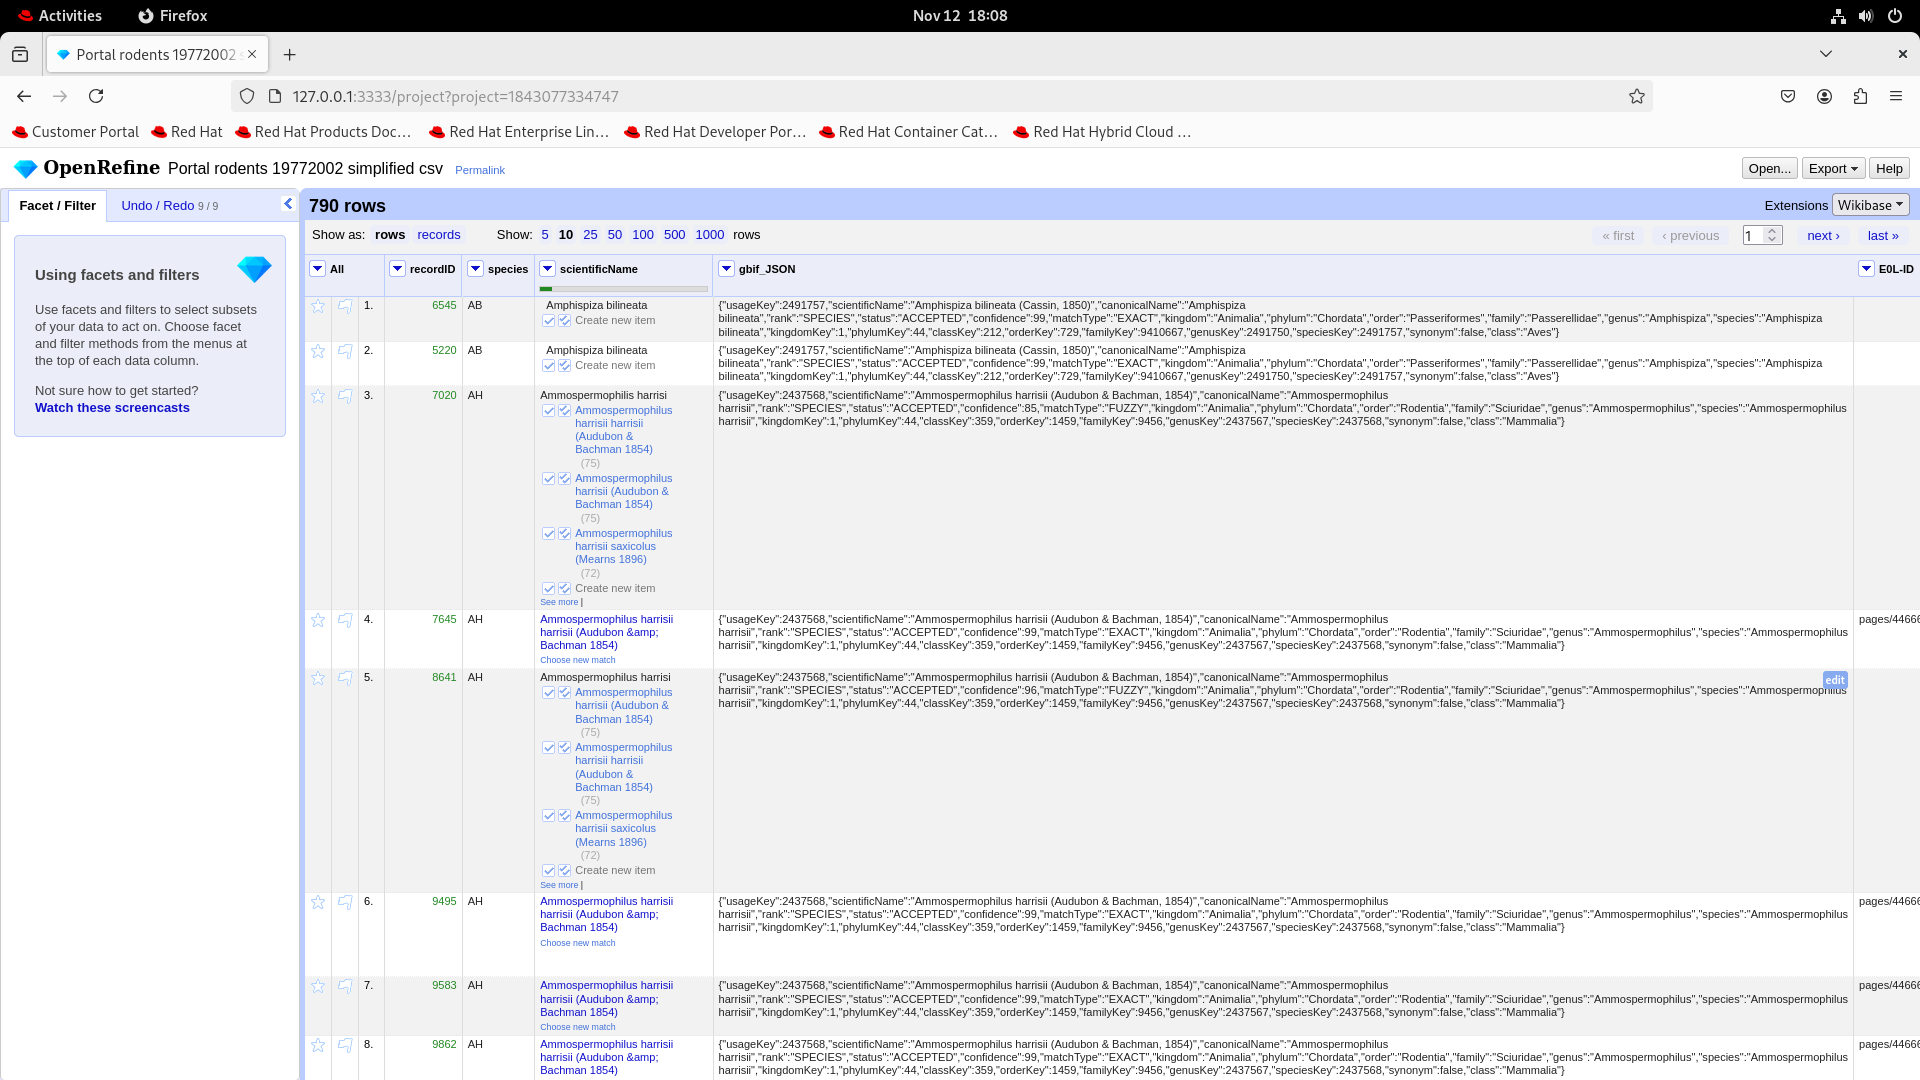 Activities
Firefox
Nov 12 18:08
Portal rodents 19772002
127.0.0.1:3333/project?project=1843077334747
Customer Portal
Red Hat
Red Hat Products Doc…
Red Hat Enterprise Lin…
Red Hat Developer Por…
Red Hat Container Cat…
Red Hat Hybrid Cloud …
OpenRefine
Portal rodents 19772002 simplified csv
Permalink
Open...
Export
Help
Facet / Filter
Undo / Redo 9 / 9
790 rows
Extensions
Wikibase
Using facets and filters
Use facets and filters to select subsets
of your data to act on. Choose facet
and filter methods from the menus at
the top of each data column.
Not sure how to get started?
Watch these screencasts
Show as: rows records
Show: 5 10 25 50 100 500 1000 rows
« first
‹ previous
1
next ›
last »
All
recordID
species
scientificName
gbif_JSON
E0L-ID
1.
6545
AB
Amphispiza bilineata
Create new item
{"usageKey":2491757,"scientificName":"Amphispiza bilineata (Cassin, 1850)","canonicalName":"Amphispiza
bilineata","rank":"SPECIES","status":"ACCEPTED","confidence":99,"matchType":"EXACT","kingdom":"Animalia","phylum":"Chordata","order":"Passeriformes","family":"Passerellidae","genus":"Amphispiza","species":"Amphispiza
bilineata","kingdomKey":1,"phylumKey":44,"classKey":212,"orderKey":729,"familyKey":9410667,"genusKey":2491750,"speciesKey":2491757,"synonym":false,"class":"Aves"}
2.
5220
AB
Amphispiza bilineata
Create new item
{"usageKey":2491757,"scientificName":"Amphispiza bilineata (Cassin, 1850)","canonicalName":"Amphispiza
bilineata","rank":"SPECIES","status":"ACCEPTED","confidence":99,"matchType":"EXACT","kingdom":"Animalia","phylum":"Chordata","order":"Passeriformes","family":"Passerellidae","genus":"Amphispiza","species":"Amphispiza
bilineata","kingdomKey":1,"phylumKey":44,"classKey":212,"orderKey":729,"familyKey":9410667,"genusKey":2491750,"speciesKey":2491757,"synonym":false,"class":"Aves"}
3.
7020
AH
Ammospermophilis harrisi
Ammospermophilus
harrisii harrisii
(Audubon &
Bachman 1854)
(75)
Ammospermophilus
harrisii (Audubon &
Bachman 1854)
(75)
Ammospermophilus
harrisii saxicolus
(Mearns 1896)
(72)
Create new item
See more |
{"usageKey":2437568,"scientificName":"Ammospermophilus harrisii (Audubon & Bachman, 1854)","canonicalName":"Ammospermophilus
harrisii","rank":"SPECIES","status":"ACCEPTED","confidence":85,"matchType":"FUZZY","kingdom":"Animalia","phylum":"Chordata","order":"Rodentia","family":"Sciuridae","genus":"Ammospermophilus","species":"Ammospermophilus
harrisii","kingdomKey":1,"phylumKey":44,"classKey":359,"orderKey":1459,"familyKey":9456,"genusKey":2437567,"speciesKey":2437568,"synonym":false,"class":"Mammalia"}
4.
7645
AH
Ammospermophilus harrisii
harrisii (Audubon &amp;
Bachman 1854)
Choose new match
{"usageKey":2437568,"scientificName":"Ammospermophilus harrisii (Audubon & Bachman, 1854)","canonicalName":"Ammospermophilus
harrisii","rank":"SPECIES","status":"ACCEPTED","confidence":99,"matchType":"EXACT","kingdom":"Animalia","phylum":"Chordata","order":"Rodentia","family":"Sciuridae","genus":"Ammospermophilus","species":"Ammospermophilus
harrisii","kingdomKey":1,"phylumKey":44,"classKey":359,"orderKey":1459,"familyKey":9456,"genusKey":2437567,"speciesKey":2437568,"synonym":false,"class":"Mammalia"}
pages/44666
5.
8641
AH
Ammospermophilus harrisi
Ammospermophilus
harrisii (Audubon &
Bachman 1854)
(75)
Ammospermophilus
harrisii harrisii
(Audubon &
Bachman 1854)
(75)
Ammospermophilus
harrisii saxicolus
(Mearns 1896)
(72)
Create new item
See more |
{"usageKey":2437568,"scientificName":"Ammospermophilus harrisii (Audubon & Bachman, 1854)","canonicalName":"Ammospermophilus
harrisii","rank":"SPECIES","status":"ACCEPTED","confidence":96,"matchType":"FUZZY","kingdom":"Animalia","phylum":"Chordata","order":"Rodentia","family":"Sciuridae","genus":"Ammospermophilus","species":"Ammospermophilus
harrisii","kingdomKey":1,"phylumKey":44,"classKey":359,"orderKey":1459,"familyKey":9456,"genusKey":2437567,"speciesKey":2437568,"synonym":false,"class":"Mammalia"}
edit
6.
9495
AH
Ammospermophilus harrisii
harrisii (Audubon &amp;
Bachman 1854)
Choose new match
{"usageKey":2437568,"scientificName":"Ammospermophilus harrisii (Audubon & Bachman, 1854)","canonicalName":"Ammospermophilus
harrisii","rank":"SPECIES","status":"ACCEPTED","confidence":99,"matchType":"EXACT","kingdom":"Animalia","phylum":"Chordata","order":"Rodentia","family":"Sciuridae","genus":"Ammospermophilus","species":"Ammospermophilus
harrisii","kingdomKey":1,"phylumKey":44,"classKey":359,"orderKey":1459,"familyKey":9456,"genusKey":2437567,"speciesKey":2437568,"synonym":false,"class":"Mammalia"}
pages/44666
7.
9583
AH
Ammospermophilus harrisii
harrisii (Audubon &amp;
Bachman 1854)
Choose new match
{"usageKey":2437568,"scientificName":"Ammospermophilus harrisii (Audubon & Bachman, 1854)","canonicalName":"Ammospermophilus
harrisii","rank":"SPECIES","status":"ACCEPTED","confidence":99,"matchType":"EXACT","kingdom":"Animalia","phylum":"Chordata","order":"Rodentia","family":"Sciuridae","genus":"Ammospermophilus","species":"Ammospermophilus
harrisii","kingdomKey":1,"phylumKey":44,"classKey":359,"orderKey":1459,"familyKey":9456,"genusKey":2437567,"speciesKey":2437568,"synonym":false,"class":"Mammalia"}
pages/44666
8.
9862
AH
Ammospermophilus harrisii
harrisii (Audubon &amp;
Bachman 1854)
{"usageKey":2437568,"scientificName":"Ammospermophilus harrisii (Audubon & Bachman, 1854)","canonicalName":"Ammospermophilus
harrisii","rank":"SPECIES","status":"ACCEPTED","confidence":99,"matchType":"EXACT","kingdom":"Animalia","phylum":"Chordata","order":"Rodentia","family":"Sciuridae","genus":"Ammospermophilus","species":"Ammospermophilus
harrisii","kingdomKey":1,"phylumKey":44,"classKey":359,"orderKey":1459,"familyKey":9456,"genusKey":2437567,"speciesKey":2437568,"synonym":false,"class":"Mammalia"}
pages/44666